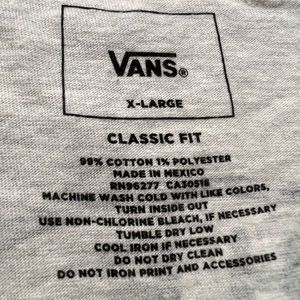 VANS®
X-LARGE
CLASSIC FIT
99% COTTON 1% POLYESTER
MADE IN MEXICO
RN96277 CA30516
MACHINE WASH COLD WITH LIKE COLORS,
TURN INSIDE OUT
USE NON-CHLORINE BLEACH, IF NECESSARY
TUMBLE DRY LOW
COOL IRON IF NECESSARY
DO NOT DRY CLEAN
DO NOT IRON PRINT AND ACCESSORIES